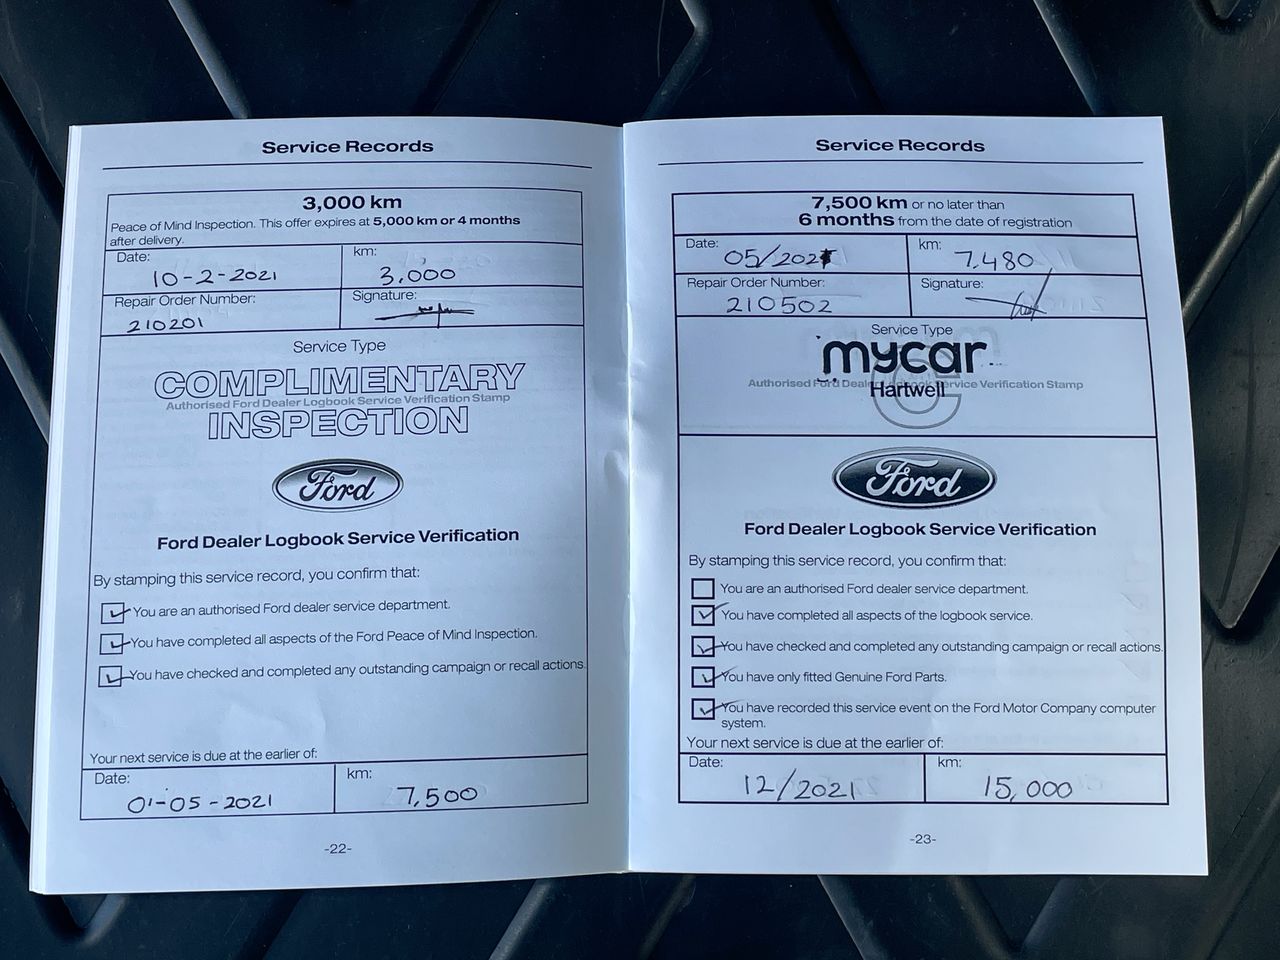 Service Records
3,000 km
Peace of Mind Inspection. This offer expires at 5,000 km or 4 months
after delivery.
Date: 10-2-2021
km: 3,000
Repair Order Number: 210201
Signature:
Service Type
COMPLIMENTARY
Authorised Ford Dealer Logbook Service Verification Stamp
INSPECTION
Ford
Ford Dealer Logbook Service Verification
By stamping this service record, you confirm that:
You are an authorised Ford dealer service department.
You have completed all aspects of the Ford Peace of Mind Inspection.
You have checked and completed any outstanding campaign or recall actions.
Your next service is due at the earlier of:
Date: 01-05-2021
km: 7,500
-22-
Service Records
7,500 km or no later than
6 months from the date of registration
Date: 05/2021
km: 7,480
Repair Order Number: 210502
Signature:
Service Type
mycar
Authorised Ford Dealer Logbook Service Verification Stamp
Hartwell
Ford
Ford Dealer Logbook Service Verification
By stamping this service record, you confirm that:
You are an authorised Ford dealer service department.
You have completed all aspects of the logbook service.
You have checked and completed any outstanding campaign or recall actions.
You have only fitted Genuine Ford Parts.
You have recorded this service event on the Ford Motor Company computer
system.
Your next service is due at the earlier of:
Date: 12/2021
km: 15,000
-23-